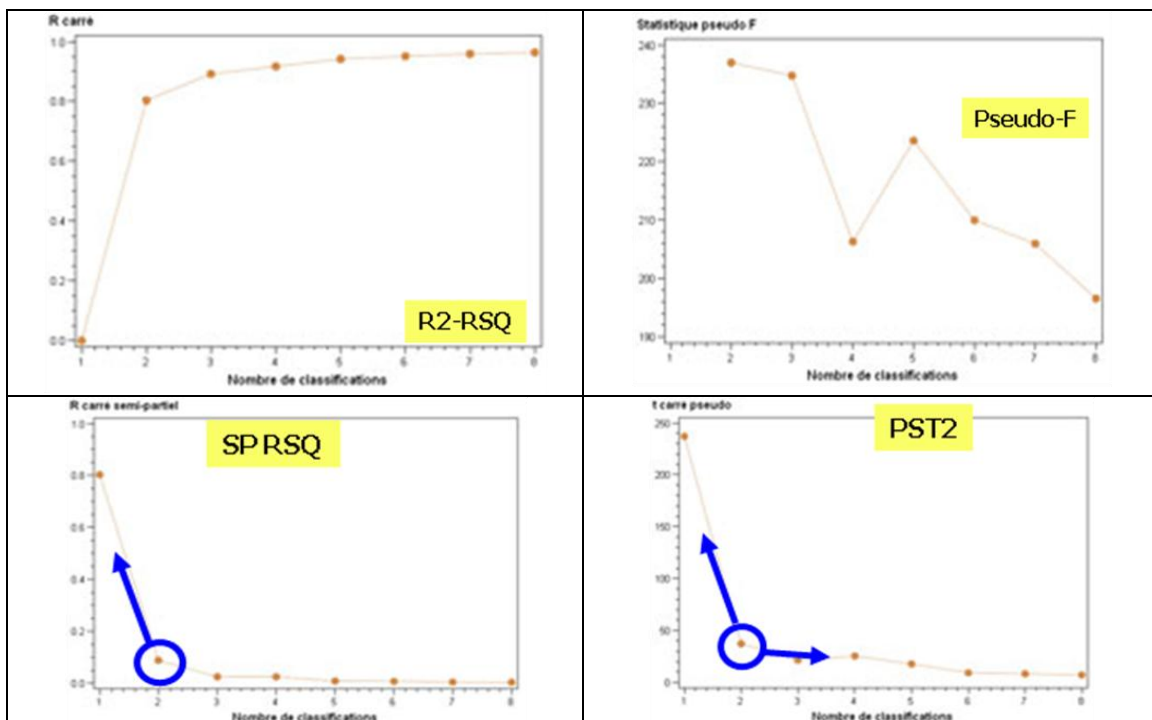 R carré
1.0
0.8
0.6
0.4
0.2
0.0
R2-RSQ
1 2 3 4 5 6 7 8
Nombre de classifications
Statistique pseudo F
240
230
220
210
200
190
Pseudo-F
1 2 3 4 5 6 7 8
Nombre de classifications
R carré semi-partiel
SP RSQ
1.0
0.8
0.6
0.4
0.2
0.0
1 2 3 4 5 6 7 8
Nombre de classifications
t carré pseudo
PST2
250
200
150
100
50
0
1 2 3 4 5 6 7 8
Nombre de classifications